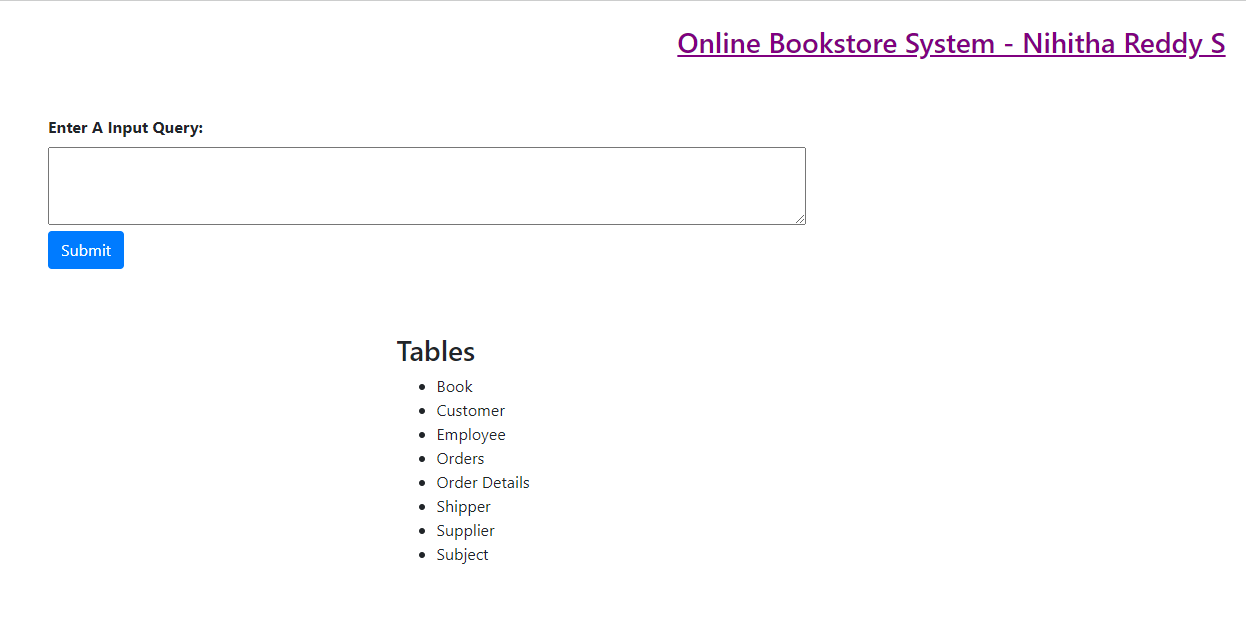 Online Bookstore System - Nihitha Reddy S
Enter A Input Query:
Submit
Tables
Book
Customer
Employee
Orders
Order Details
Shipper
Supplier
Subject